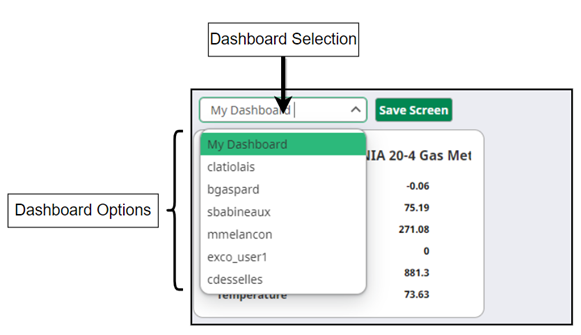 Dashboard Selection
My Dashboard
Save Screen
My Dashboard
NIA 20-4 Gas Met
clatiolais
bgaspard
-0.06
sbabineaux
75.19
mmelancon
271.08
exco_user1
0
cdesselles
881.3
Temperature
73.63
Dashboard Options